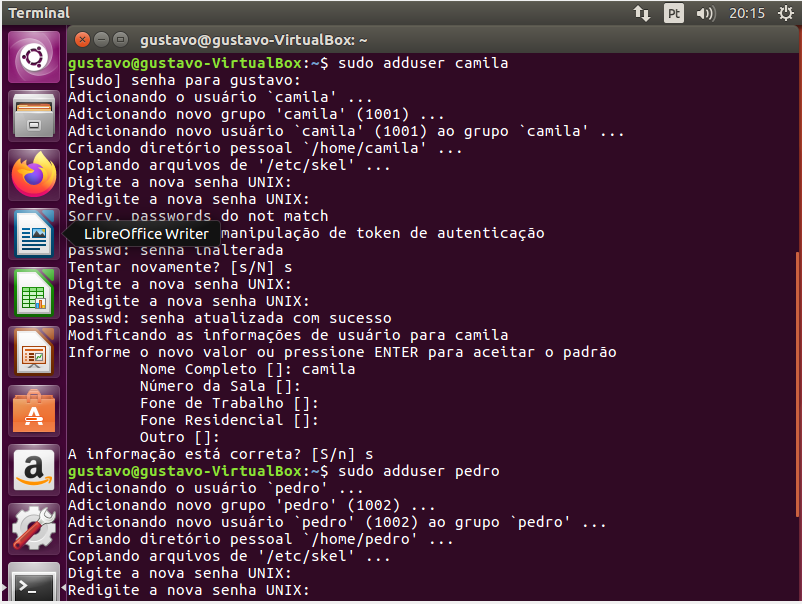 Terminal
Pt
20:15
gustavo@gustavo-VirtualBox: ~
gustavo@gustavo-VirtualBox:~$ sudo adduser camila
[sudo] senha para gustavo:
Adicionando o usuário `camila' ...
Adicionando novo grupo 'camila' (1001) ...
Adicionando novo usuário `camila' (1001) ao grupo `camila' ...
Criando diretório pessoal `/home/camila' ...
Copiando arquivos de '/etc/skel' ...
Digite a nova senha UNIX:
Redigite a nova senha UNIX:
Sorry, passwords do not match
LibreOffice Writer
manipulação de token de autenticação
passwd: senha inalterada
Tentar novamente? [s/N] s
Digite a nova senha UNIX:
Redigite a nova senha UNIX:
passwd: senha atualizada com sucesso
Modificando as informações de usuário para camila
Informe o novo valor ou pressione ENTER para aceitar o padrão
Nome Completo []: camila
Número da Sala []:
Fone de Trabalho []:
Fone Residencial []:
Outro []:
A informação está correta? [S/n] s
gustavo@gustavo-VirtualBox:~$ sudo adduser pedro
Adicionando o usuário `pedro' ...
Adicionando novo grupo 'pedro' (1002) ...
Adicionando novo usuário `pedro' (1002) ao grupo `pedro' ...
Criando diretório pessoal `/home/pedro' ...
Copiando arquivos de '/etc/skel' ...
Digite a nova senha UNIX:
Redigite a nova senha UNIX: